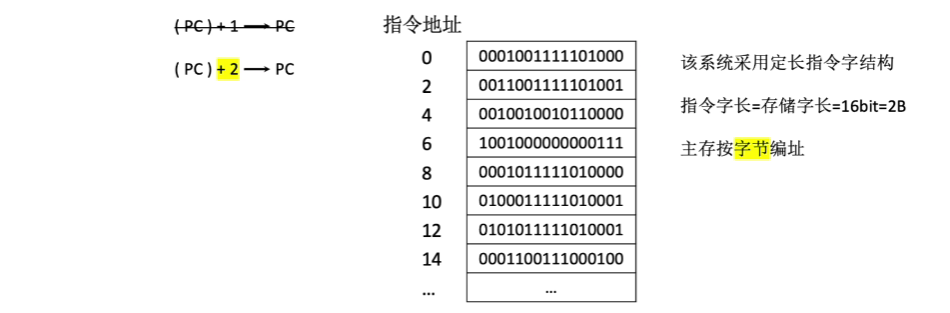 ( PC ) + 1 ⟶ PC
( PC ) + 2 ⟶ PC
指令地址
0 0001001111101000
2 0011001111101001
4 0010010010110000
6 1001000000000111
8 0001011111010000
10 0100011111010001
12 0101011111010001
14 0001100111000100
... ...
该系统采用定长指令字结构
指令字长=存储字长=16bit=2B
主存按字节编址